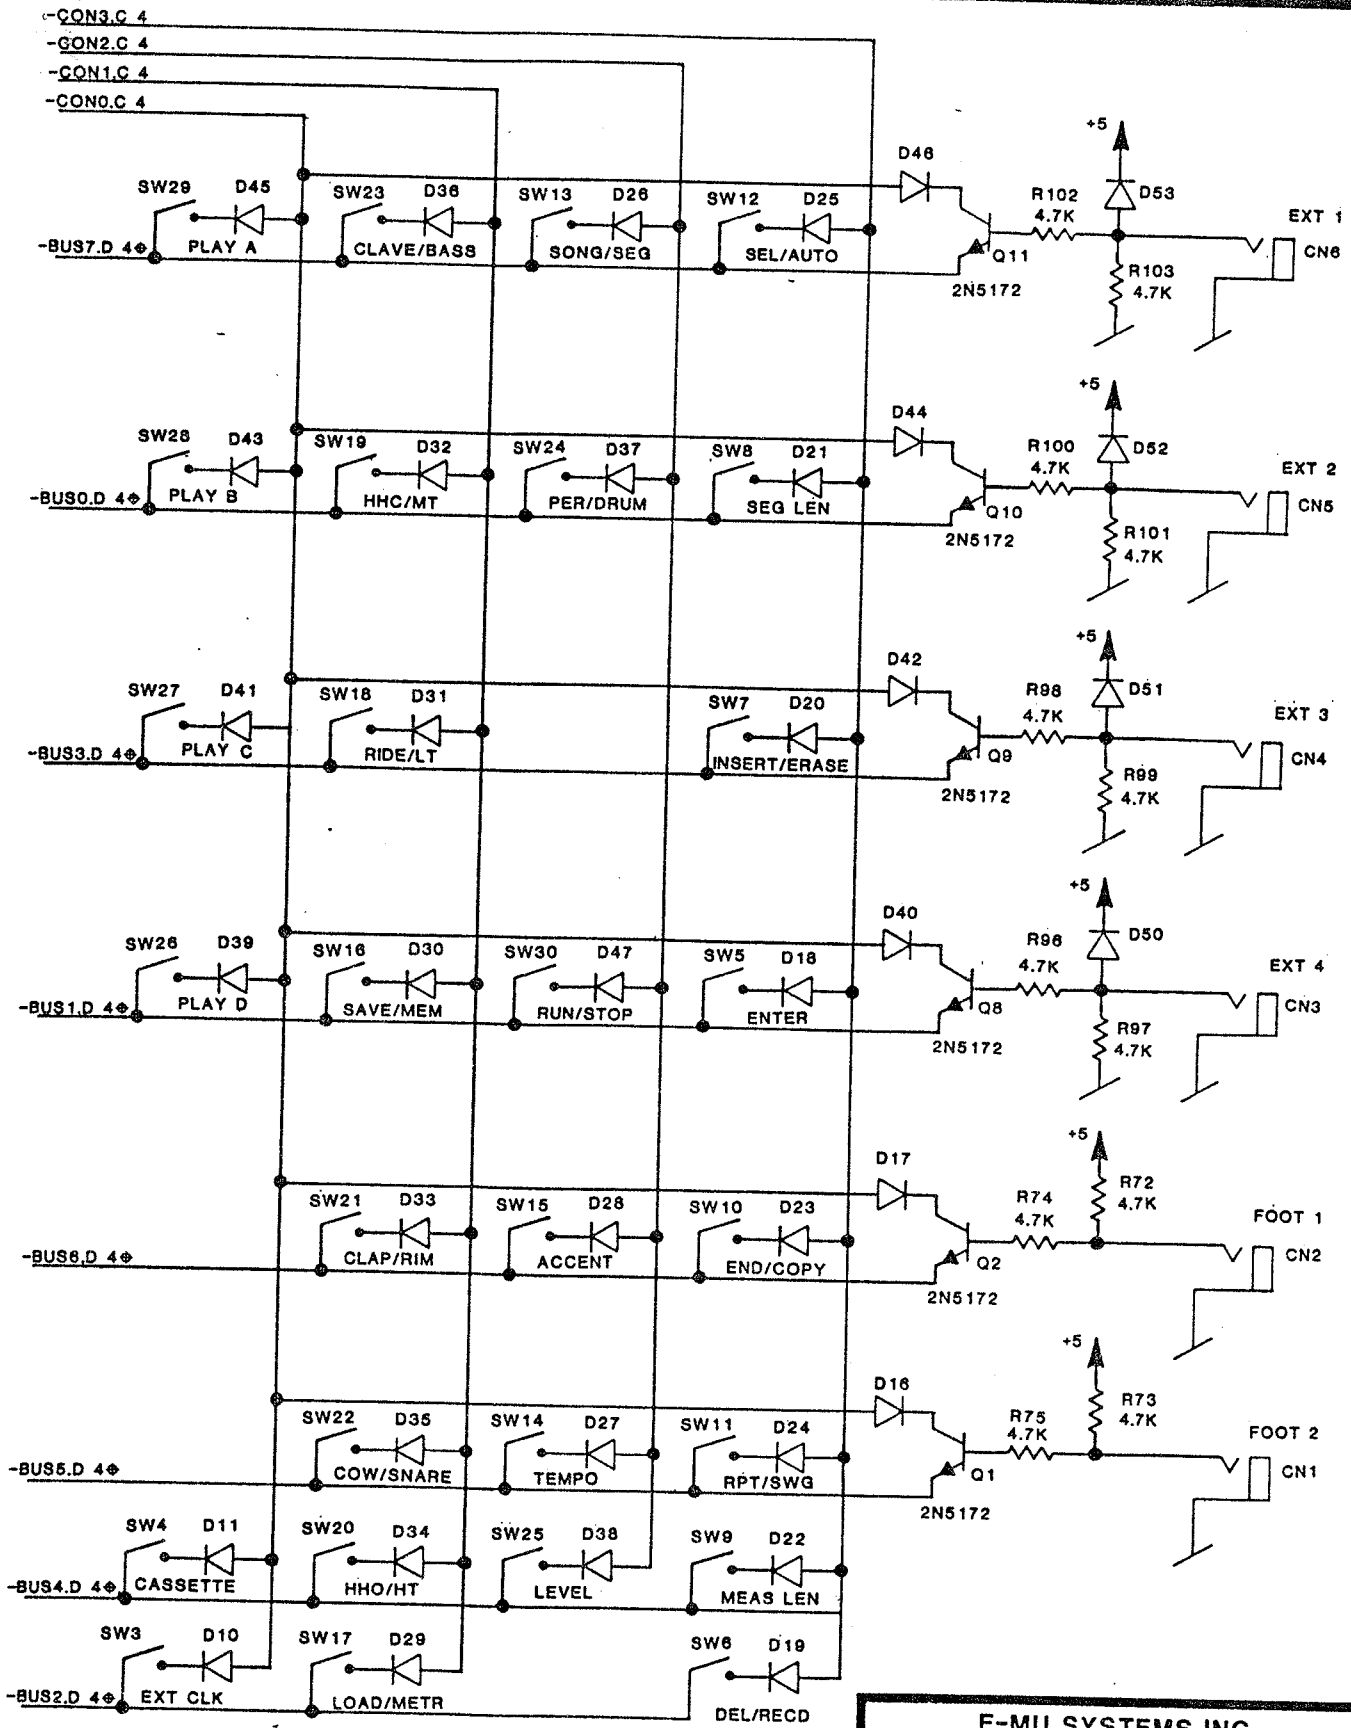 -CON3.C 4
-CON2.C 4
-CON1.C 4
-CON0.C 4
+5
D46
SW29 D45 SW23 D36 SW13 D26 SW12 D25 R102 D53
4.7K
EXT 1
-BUS7.D 4 PLAY A CLAVE/BASS SONG/SEG SEL/AUTO Q11 CN6
R103
4.7K
2N5172
+5
D44
SW28 D43 SW19 D32 SW24 D37 SW8 D21 R100 D52
4.7K
EXT 2
-BUS0.D 4 PLAY B HHC/MT PER/DRUM SEG LEN Q10 CN5
R101
4.7K
2N5172
+5
D42
SW27 D41 SW18 D31 SW7 D20 R98 D51
4.7K
EXT 3
-BUS3.D 4 PLAY C RIDE/LT INSERT/ERASE Q9 CN4
R99
4.7K
2N5172
+5
D40
SW26 D39 SW16 D30 SW30 D47 SW5 D18 R96 D50
4.7K
EXT 4
-BUS1.D 4 PLAY D SAVE/MEM RUN/STOP ENTER Q8 CN3
R97
4.7K
2N5172
+5
D17
SW21 D33 SW15 D28 SW10 D23 R74 R72
4.7K 4.7K
FOOT 1
-BUS6.D 4 CLAP/RIM ACCENT END/COPY Q2 CN2
2N5172
+5
D16
SW22 D35 SW14 D27 SW11 D24 R75 R73
4.7K 4.7K
FOOT 2
-BUS5.D 4 COW/SNARE TEMPO RPT/SWG Q1 CN1
2N5172
SW4 D11 SW20 D34 SW25 D38 SW9 D22
-BUS4.D 4 CASSETTE HHO/HT LEVEL MEAS LEN
SW3 D10 SW17 D29 SW6 D19
-BUS2.D 4 EXT CLK LOAD/METR DEL/RECD
E-MU SYSTEMS INC